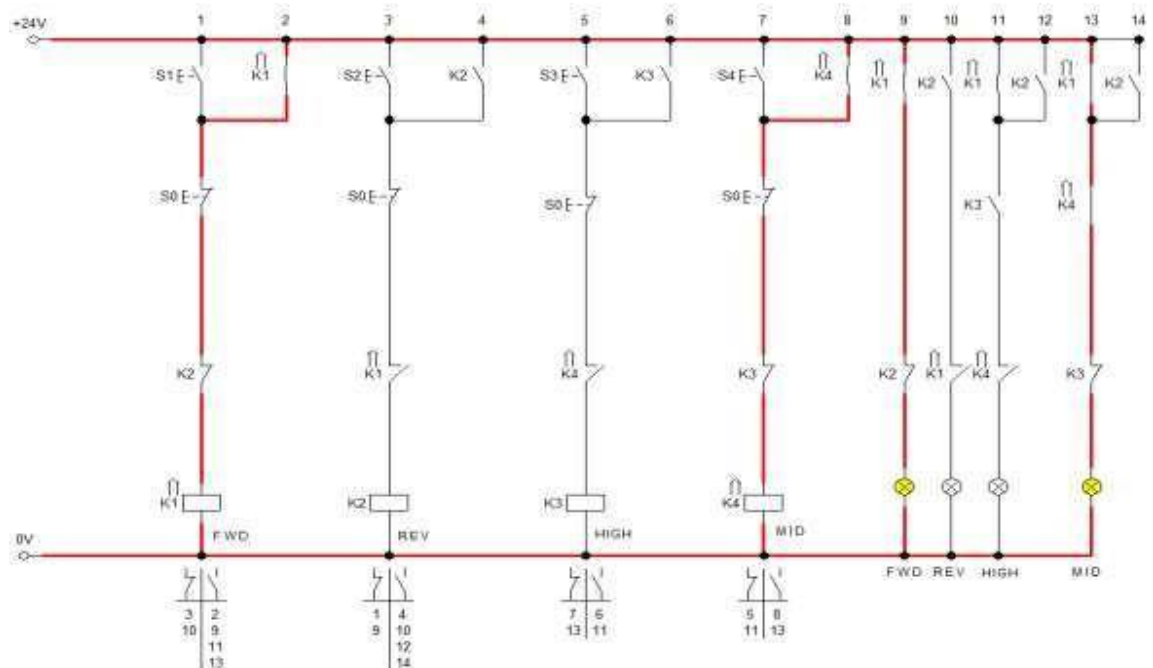 1 2 3 4 5 6 7 8 9 10 11 12 13 14
+24V
S1 K1 S2 K2 S3 K3 S4 K4 K1 K2 K1 K2 K1 K2
S0 S0 S0 S0 K3 K4
K2 K1 K4 K3 K2 K1 K4 K3
K1 K2 K3 K4
FWD REV HIGH MID
0V
FWD REV HIGH MID
3 2 1 4 7 6 5 8
10 9 9 10 13 11 11 13
11 12
13 14